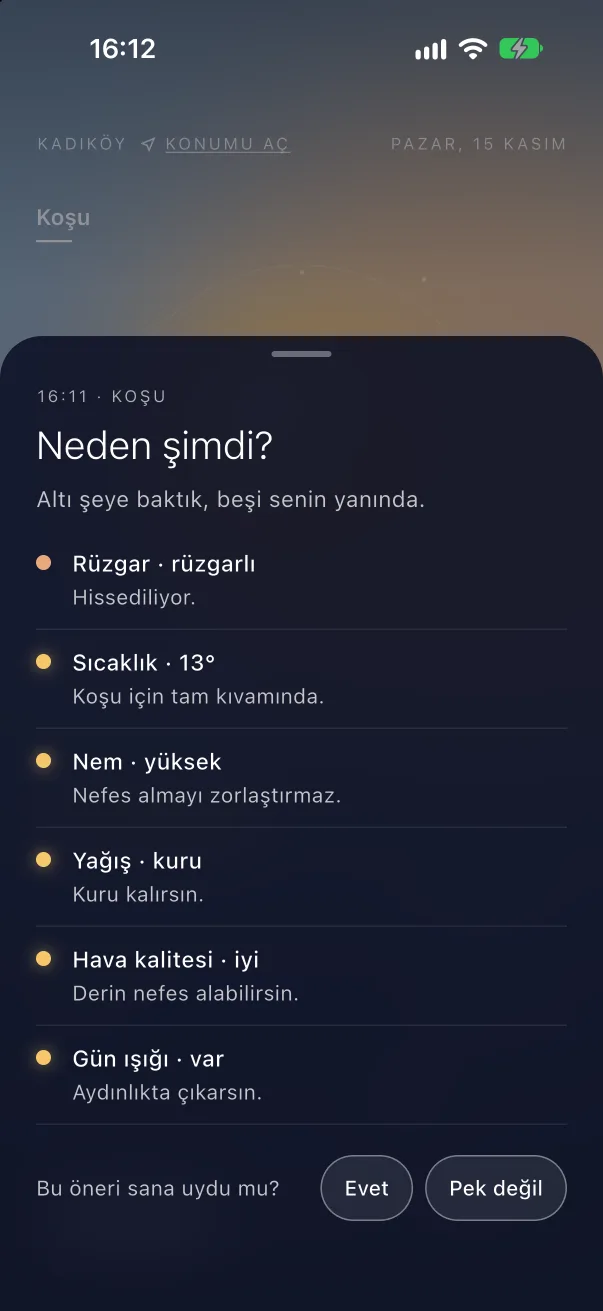 16:12
KADIKÖY KONUMU AÇ PAZAR, 15 KASIM
Koşu
16:11 · KOŞU
Neden şimdi?
Altı şeye baktık, beşi senin yanında.
Rüzgar · rüzgarlı
Hissediliyor.
Sıcaklık · 13°
Koşu için tam kıvamında.
Nem · yüksek
Nefes almayı zorlaştırmaz.
Yağış · kuru
Kuru kalırsın.
Hava kalitesi · iyi
Derin nefes alabilirsin.
Gün ışığı · var
Aydınlıkta çıkarsın.
Bu öneri sana uydu mu? Evet Pek değil